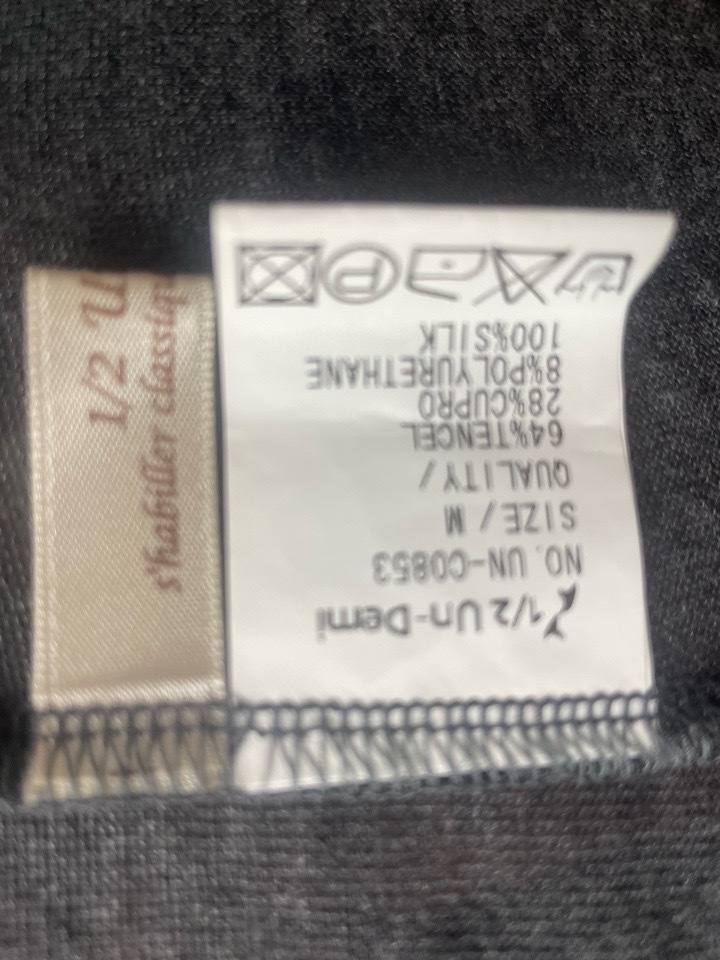 1/2 Un-Demi
NO. UN-C0853
SIZE / M
QUALITY /
64%TENCEL
28%CUPRO
8%POLYURETHANE
100%SILK
P
1/2
s'habiller classiq